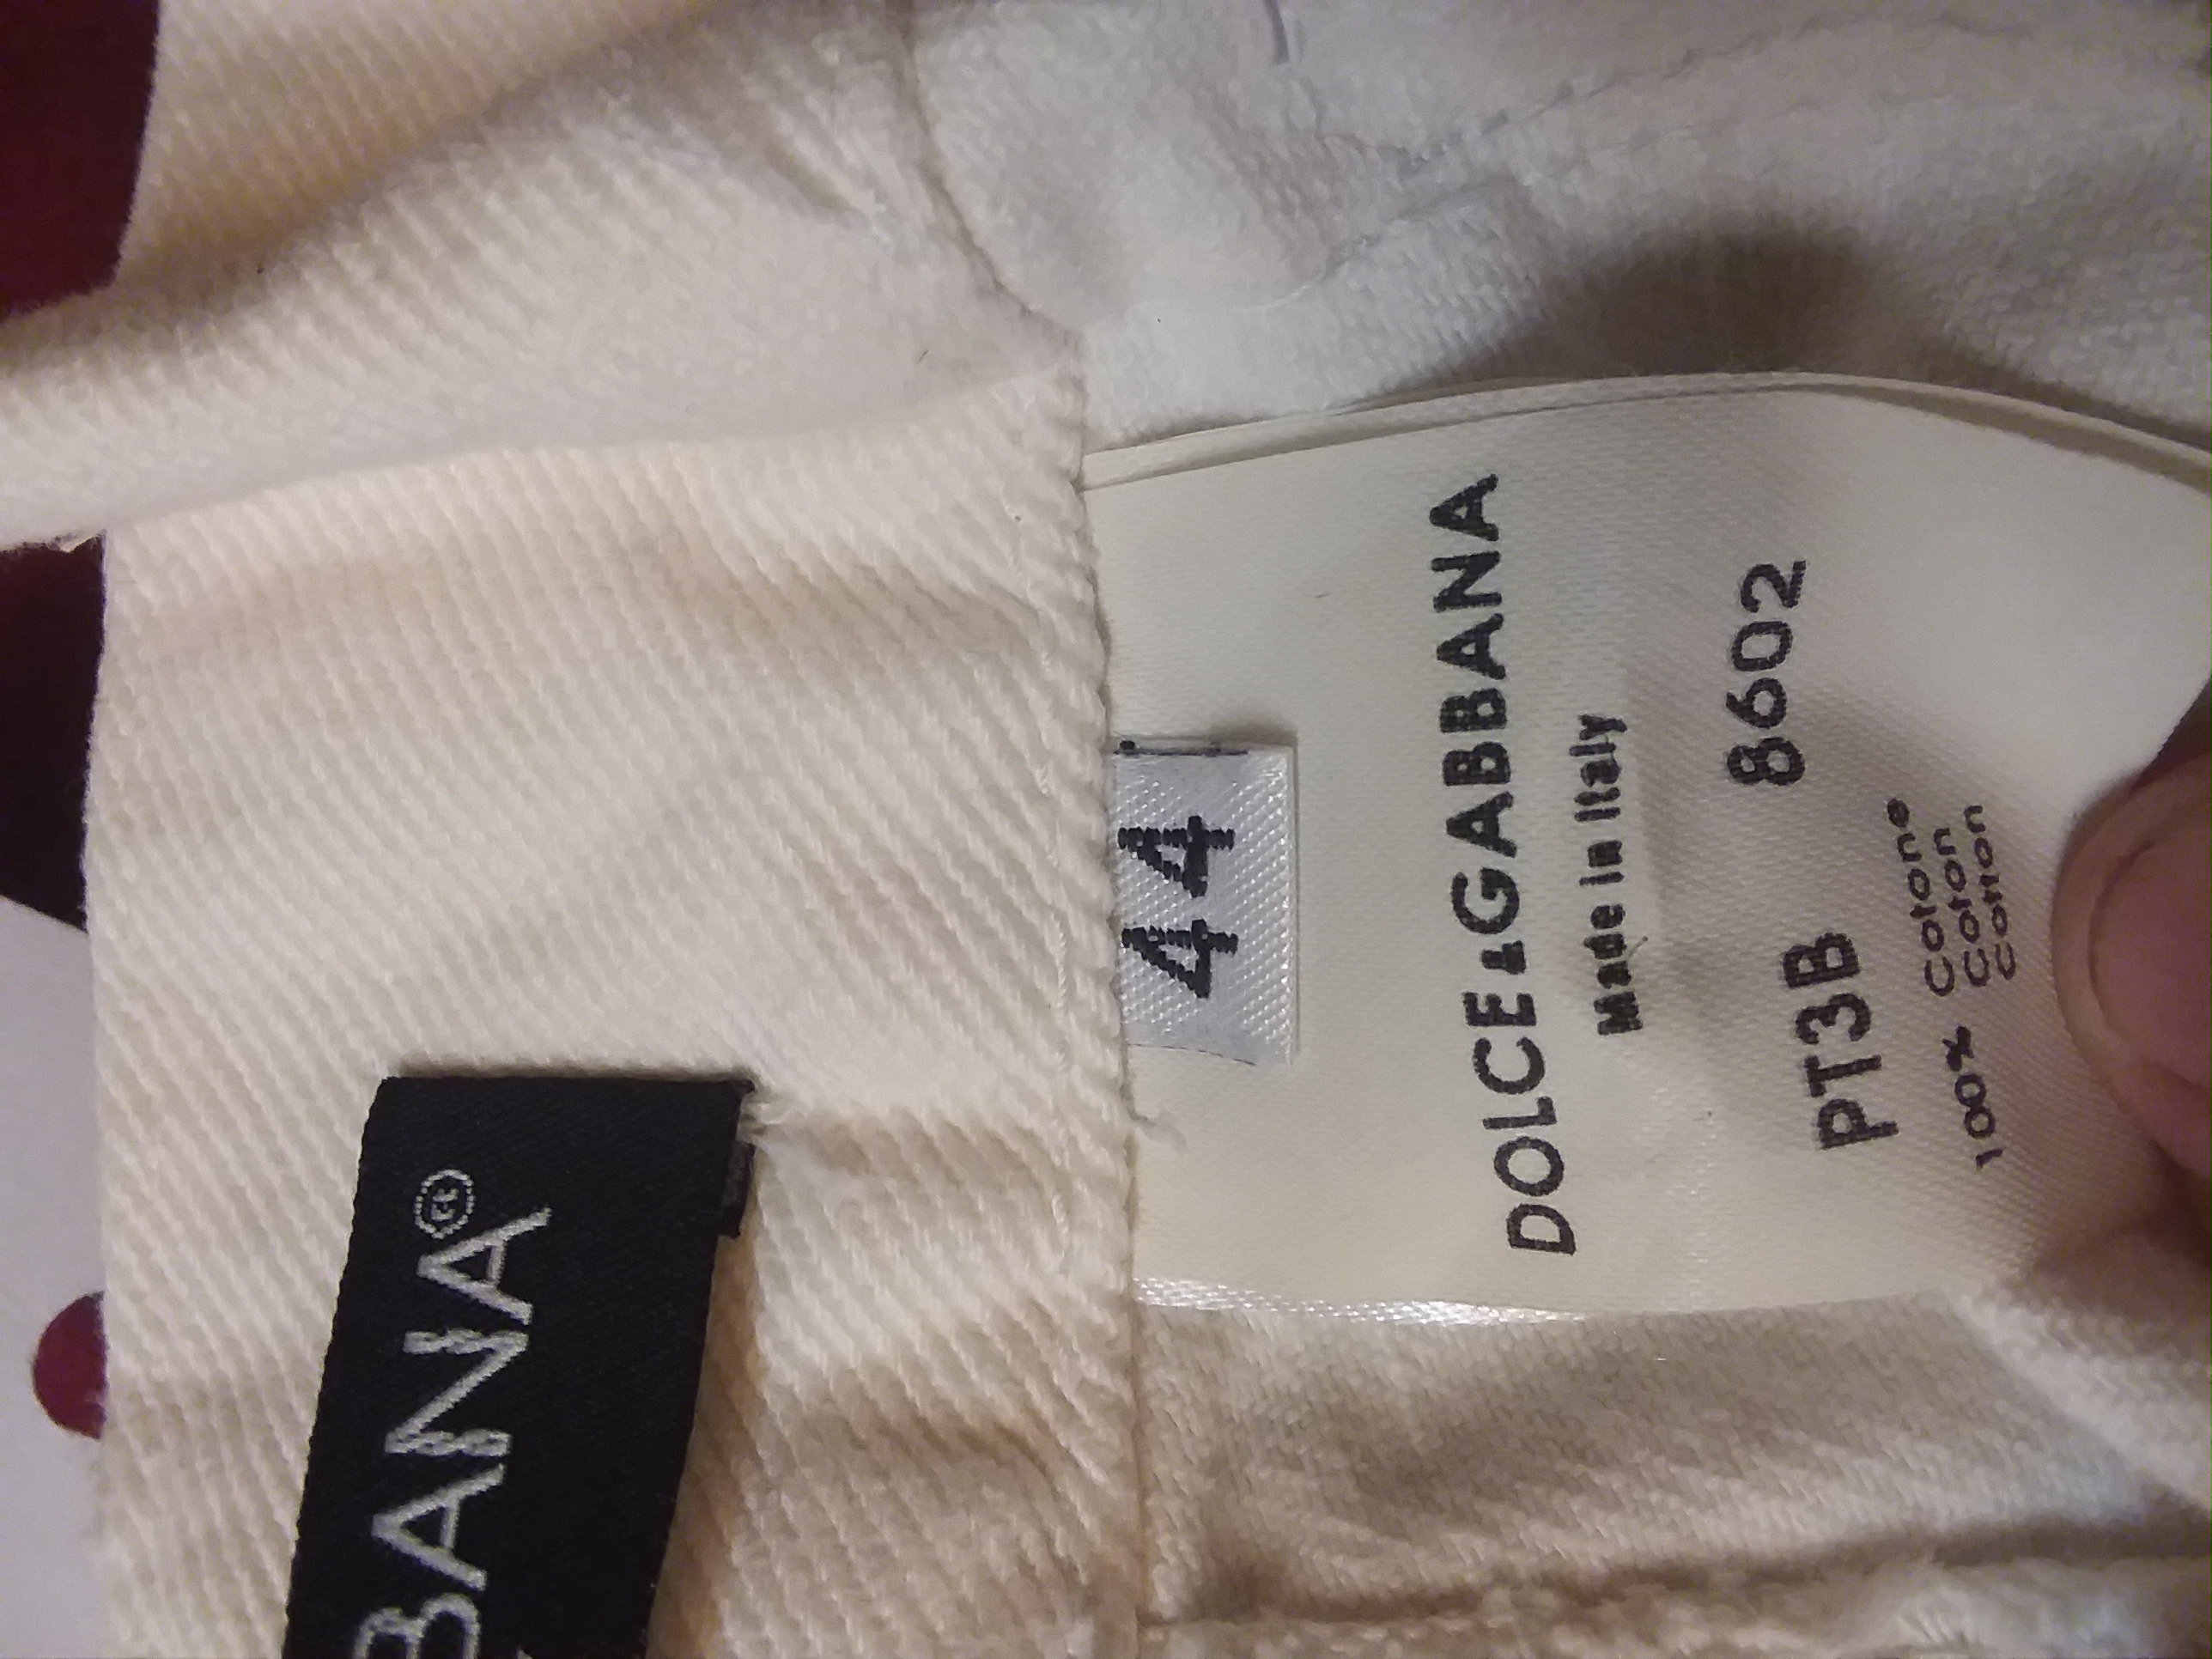 BANA®
44
DOLCE & GABBANA
Made in Italy
PT3B 8602
100% Cotone
Coton
Cotton